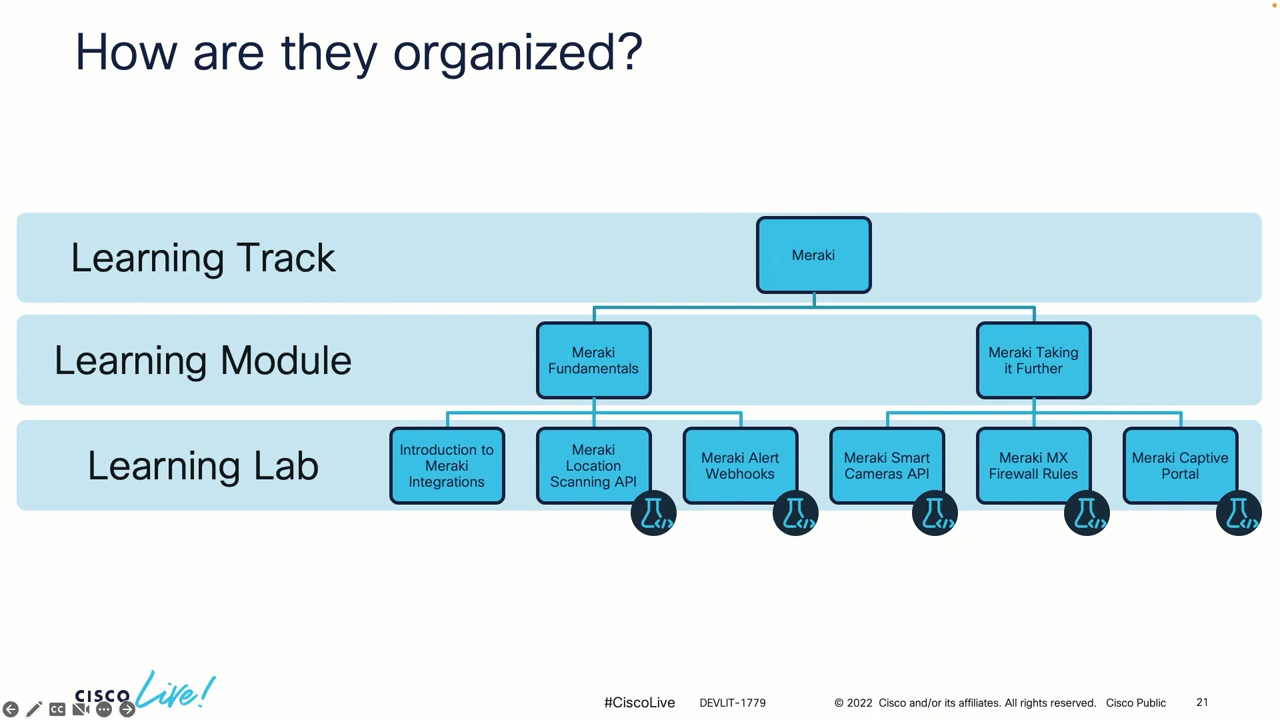 How are they organized?
Learning Track
Meraki
Learning Module
Meraki
Fundamentals
Meraki Taking
it Further
Learning Lab
Introduction to
Meraki
Integrations
Meraki
Location
Scanning API
Meraki Alert
Webhooks
Meraki Smart
Cameras API
Meraki MX
Firewall Rules
Meraki Captive
Portal
CISCO Live!
CC
#CiscoLive
DEVLIT-1779
© 2022 Cisco and/or its affiliates. All rights reserved. Cisco Public
21